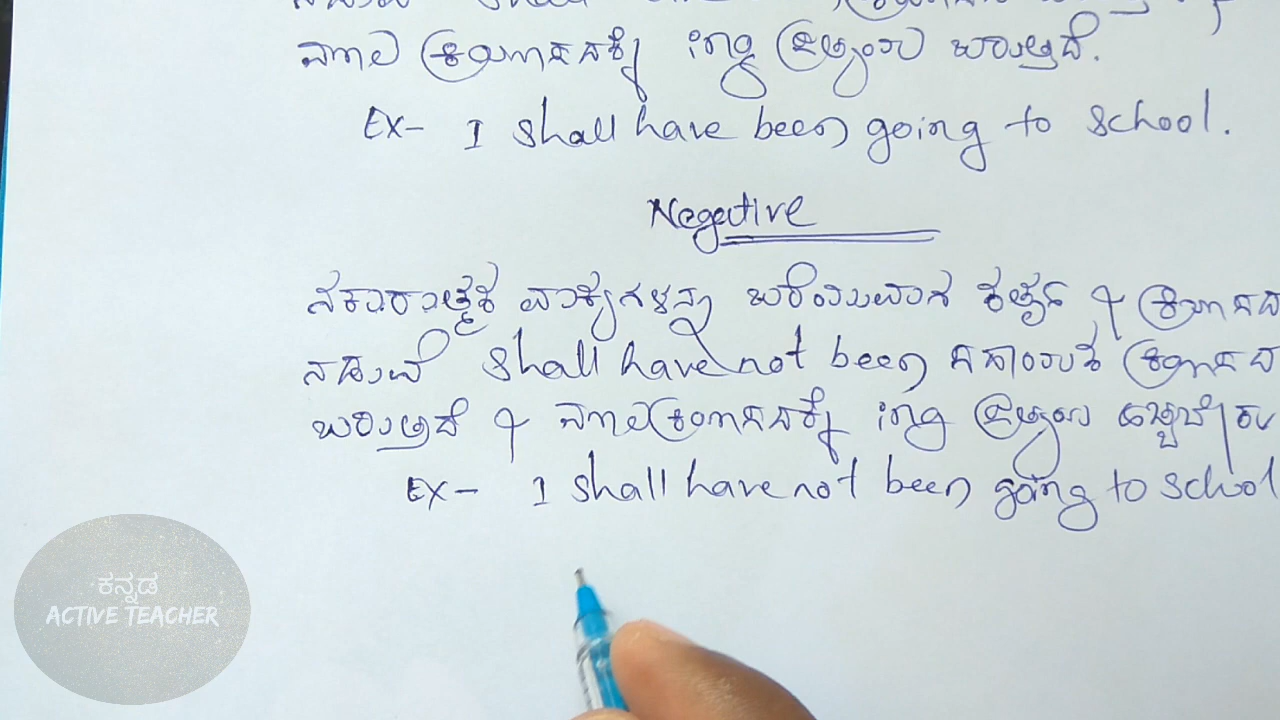 ಮೂಲ ಕ್ರಿಯಾಪದಕ್ಕೆ ing ಪ್ರತ್ಯಯ ಬರುತ್ತದೆ.
EX- I shall have been going to school.
Negative
ನಕಾರಾತ್ಮಕ ವಾಕ್ಯಗಳನ್ನು ಬರೆಯುವಾಗ ಕರ್ತೃ &
ನಡುವೆ shall have not been ಸಹಾಯಕ
ಬರುತ್ತದೆ & ಮೂಲಕ್ರಿಯಾಪದಕ್ಕೆ ing ಪ್ರತ್ಯಯ
EX- I shall have not been going to school
ಕನ್ನಡ
ACTIVE TEACHER